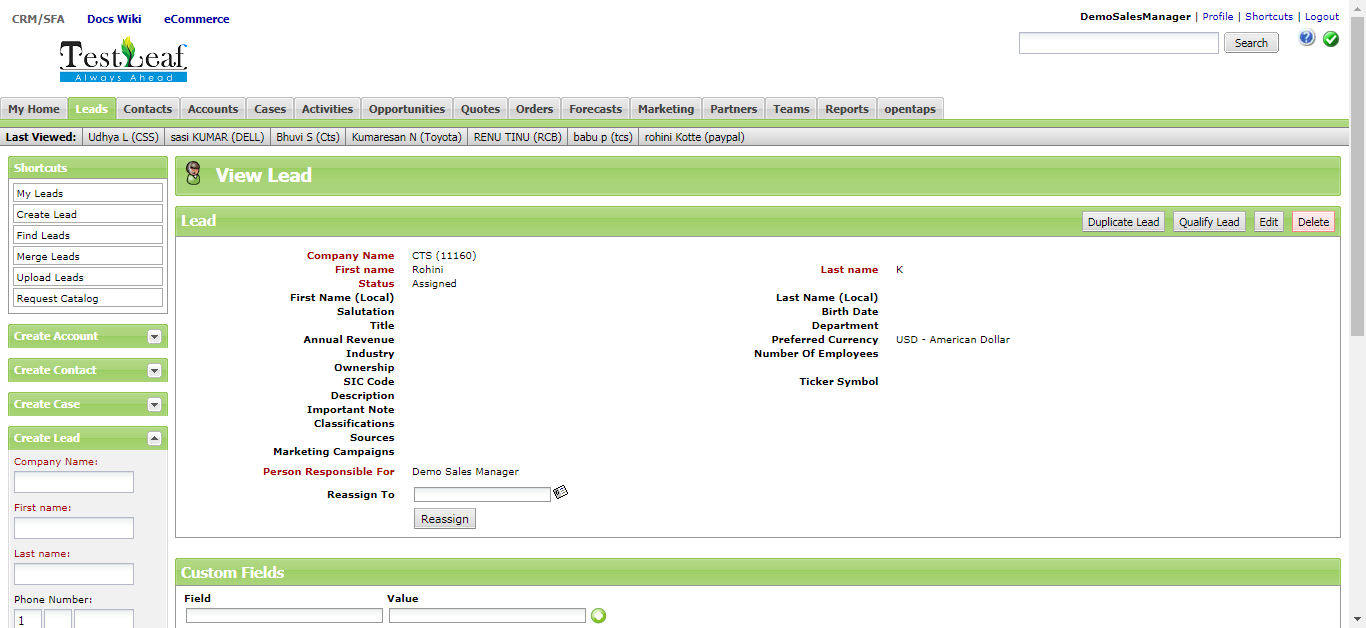 CRM/SFA Docs Wiki eCommerce
DemoSalesManager | Profile | Shortcuts | Logout
TestLeaf
Always Ahead
Search
My Home Leads Contacts Accounts Cases Activities Opportunities Quotes Orders Forecasts Marketing Partners Teams Reports opentaps
Last Viewed: Udhya L (CSS) sasi KUMAR (DELL) Bhuvi S (Cts) Kumaresan N (Toyota) RENU TINU (RCB) babu p (tcs) rohini Kotte (paypal)
Shortcuts
My Leads
Create Lead
Find Leads
Merge Leads
Upload Leads
Request Catalog
Create Account
Create Contact
Create Case
Create Lead
Company Name:
First name:
Last name:
Phone Number:
1
View Lead
Lead
Duplicate Lead Qualify Lead Edit Delete
Company Name CTS (11160)
First name Rohini Last name K
Status Assigned
First Name (Local) Last Name (Local)
Salutation Birth Date
Title Department
Annual Revenue Preferred Currency USD - American Dollar
Industry Number Of Employees
Ownership
SIC Code Ticker Symbol
Description
Important Note
Classifications
Sources
Marketing Campaigns
Person Responsible For Demo Sales Manager
Reassign To
Reassign
Custom Fields
Field Value